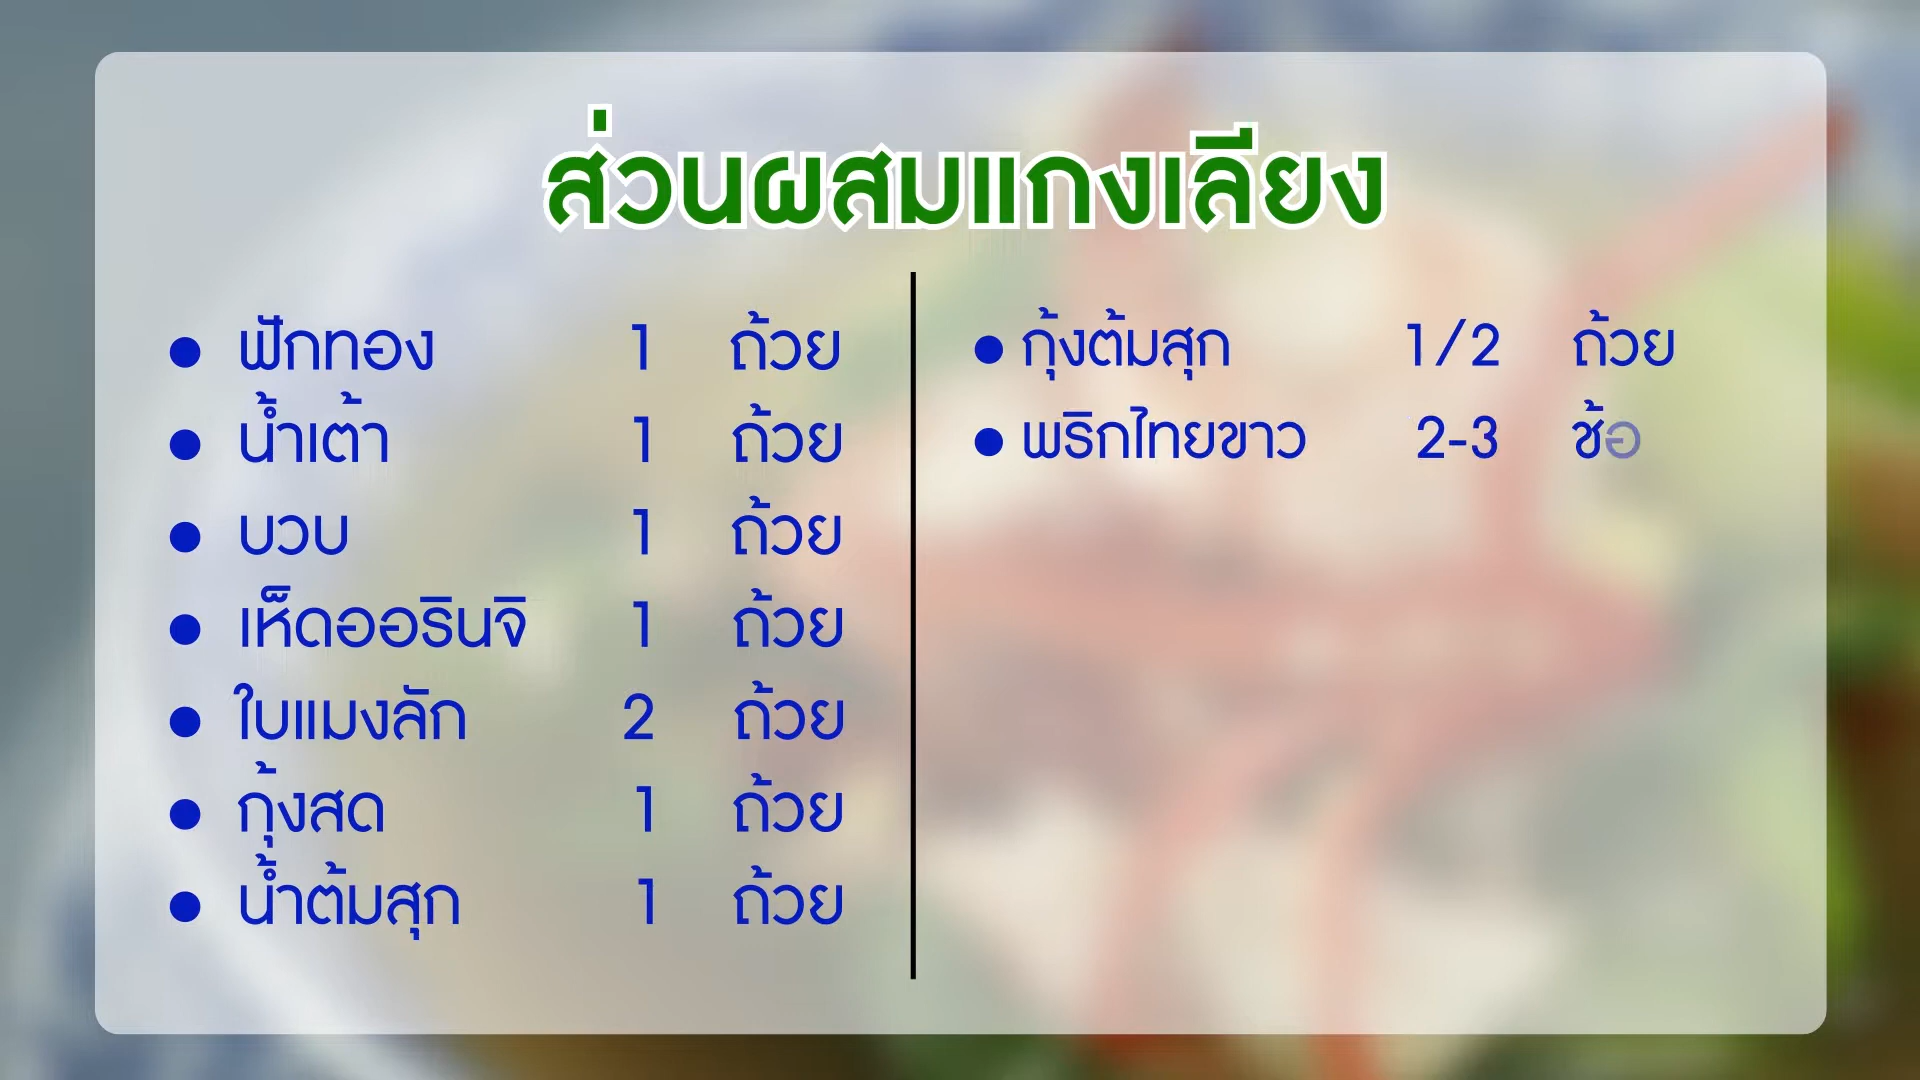 ส่วนผสมแกงเลียง
● ฟักทอง 1 ถ้วย
● น้ำเต้า 1 ถ้วย
● บวบ 1 ถ้วย
● เห็ดออรินจิ 1 ถ้วย
● ใบแมงลัก 2 ถ้วย
● กุ้งสด 1 ถ้วย
● น้ำต้มสุก 1 ถ้วย
● กุ้งต้มสุก 1/2 ถ้วย
● พริกไทยขาว 2-3 ช้อ